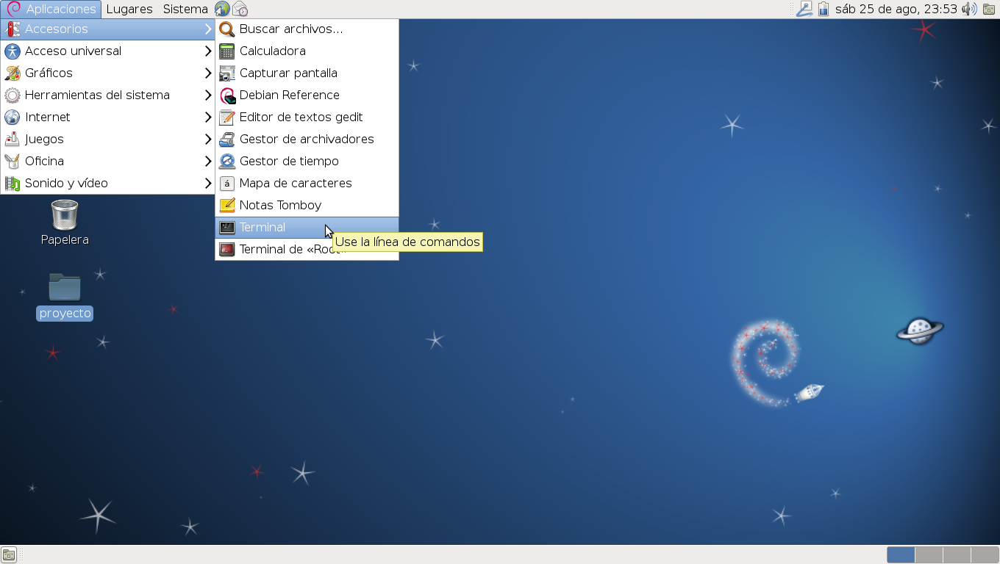 Aplicaciones Lugares Sistema sáb 25 de ago, 23:53
Accesorios
Acceso universal
Gráficos
Herramientas del sistema
Internet
Juegos
Oficina
Sonido y vídeo
Buscar archivos...
Calculadora
Capturar pantalla
Debian Reference
Editor de textos gedit
Gestor de archivadores
Gestor de tiempo
á Mapa de caracteres
Notas Tomboy
Terminal
Use la línea de comandos
Terminal de «Root»
Papelera
proyecto